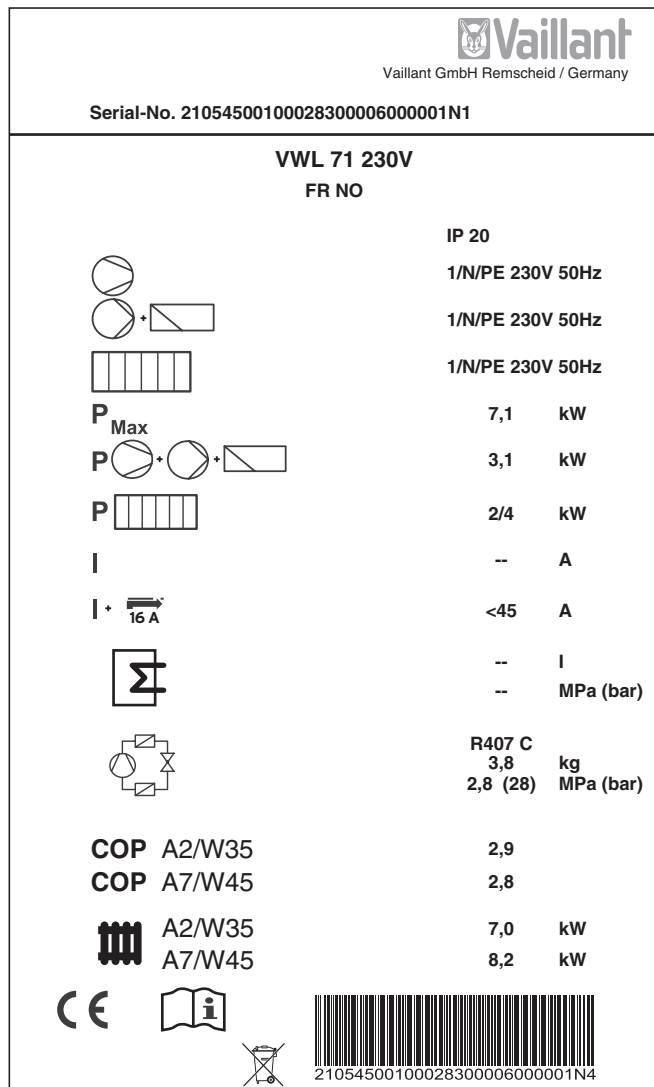 Vaillant
Vaillant GmbH Remscheid / Germany
Serial-No. 21054500100028300006000001N1
VWL 71 230V
FR NO
IP 20
1/N/PE 230V 50Hz
+ 1/N/PE 230V 50Hz
1/N/PE 230V 50Hz
P Max 7,1 kW
P + + 3,1 kW
P 2/4 kW
I -- A
I + 16 A <45 A
-- l
Σ -- MPa (bar)
R407 C
3,8 kg
2,8 (28) MPa (bar)
COP A2/W35 2,9
COP A7/W45 2,8
A2/W35 7,0 kW
A7/W45 8,2 kW
CE i
21054500100028300006000001N4